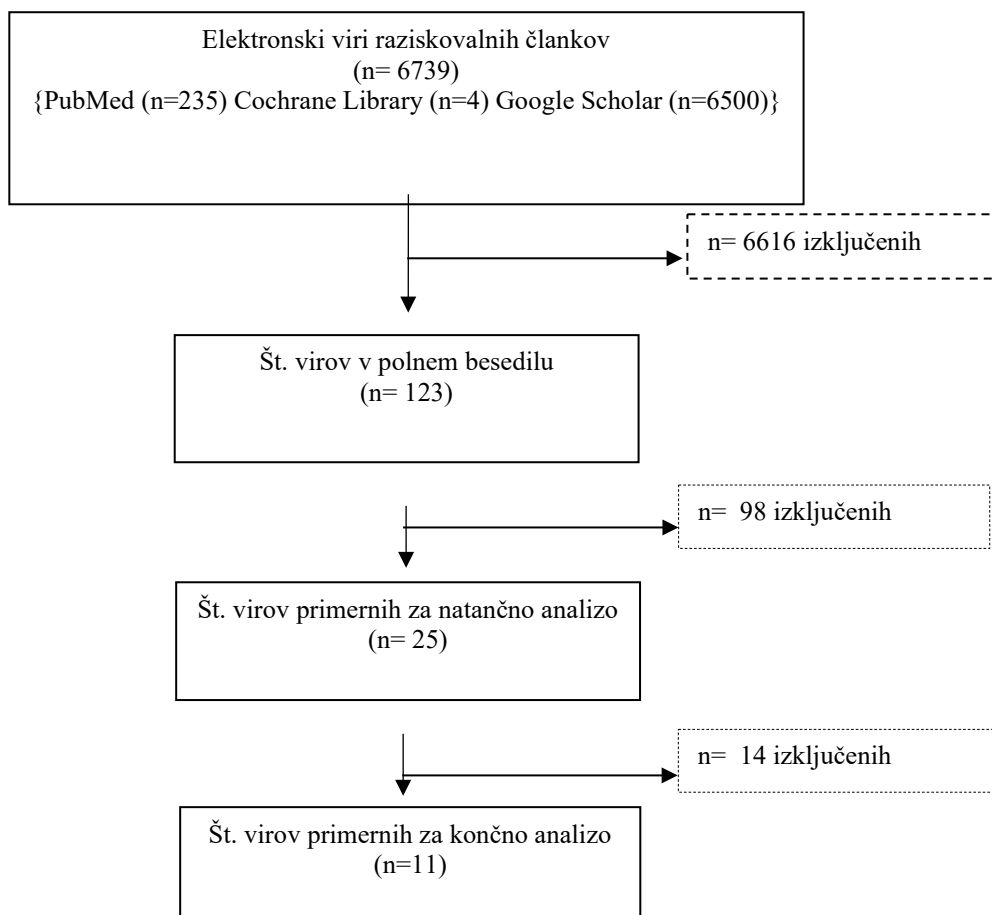 Elektronski viri raziskovalnih člankov
(n= 6739)
{PubMed (n=235) Cochrane Library (n=4) Google Scholar (n=6500)}
n= 6616 izključenih
Št. virov v polnem besedilu
(n= 123)
n=  98 izključenih
Št. virov primernih za natančno analizo
(n= 25)
n=  14 izključenih
Št. virov primernih za končno analizo
(n=11)